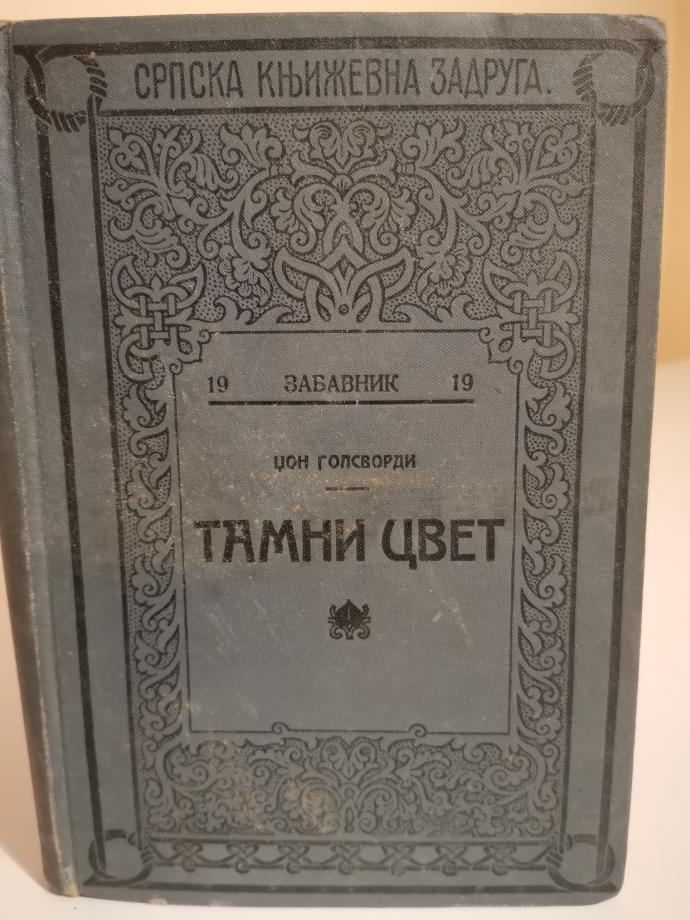 СРПСКА КЊИЖЕВНА ЗАДРУГА.
19 ЗАБАВНИК 19
ЏОН ГОЛСВОРДИ
ТАМНИ ЦВЕТ